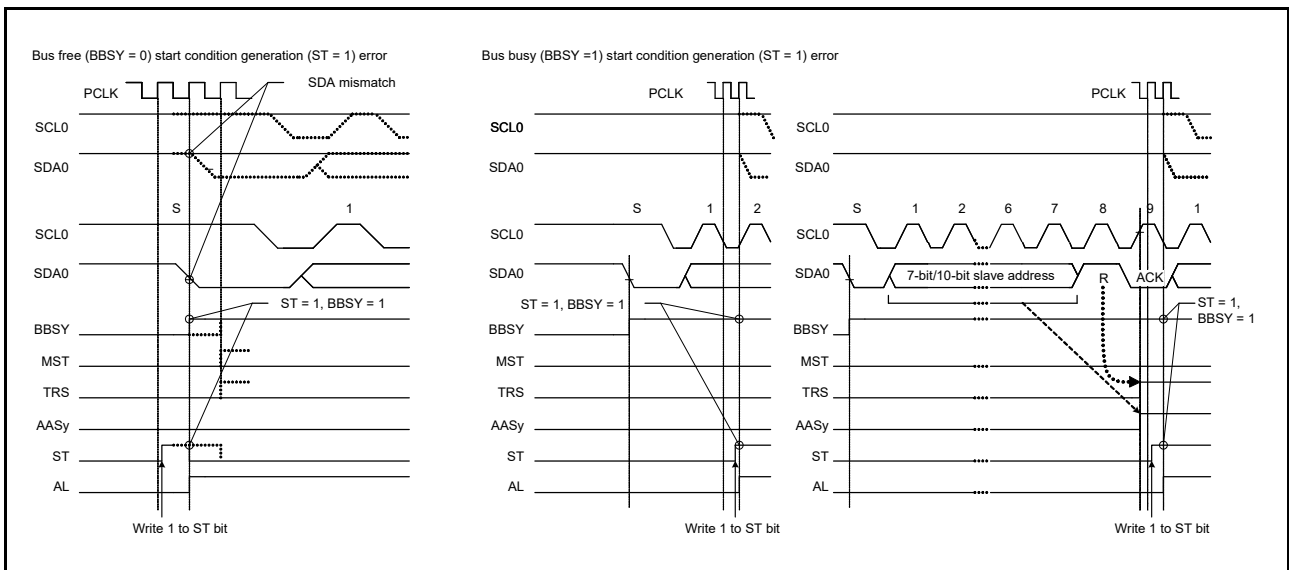 Bus free (BBSY = 0) start condition generation (ST = 1) error
SDA mismatch
PCLK
SCL0
SDA0
S 1
SCL0
SDA0
ST = 1, BBSY = 1
BBSY
MST
TRS
AASy
ST
AL
Write 1 to ST bit
Bus busy (BBSY =1) start condition generation (ST = 1) error
PCLK
SCL0
SDA0
S 1 2
SCL0
SDA0
ST = 1, BBSY = 1
BBSY
MST
TRS
AASy
ST
AL
Write 1 to ST bit
PCLK
SCL0
SDA0
S 1 2 6 7 8 9 1
SCL0
SDA0
7-bit/10-bit slave address R ACK
ST = 1,
BBSY = 1
BBSY
MST
TRS
AASy
ST
AL
Write 1 to ST bit